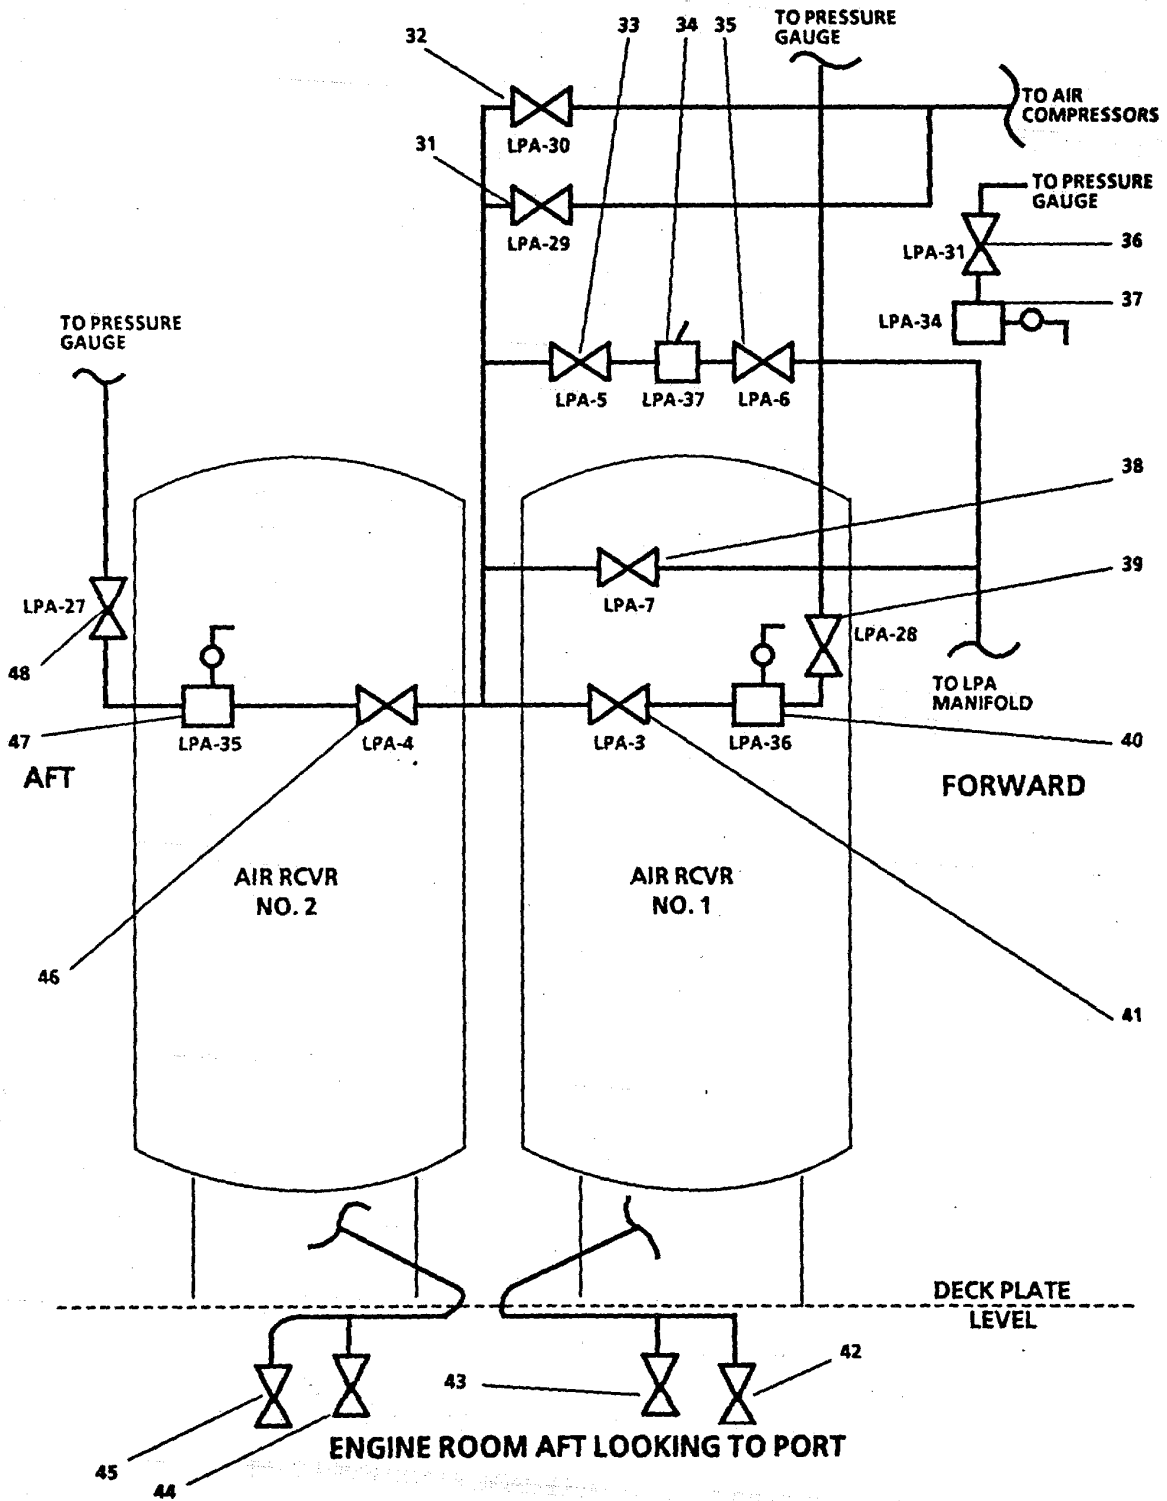 TO PRESSURE
GAUGE
33
34
35
32
TO AIR
COMPRESSORS
LPA-30
31
TO PRESSURE
GAUGE
LPA-29
LPA-31
36
37
LPA-34
TO PRESSURE
GAUGE
LPA-5
LPA-37
LPA-6
38
39
LPA-27
LPA-7
LPA-28
48
TO LPA
MANIFOLD
47
LPA-35
LPA-4
LPA-3
LPA-36
40
AFT
FORWARD
AIR RCVR
NO. 2
AIR RCVR
NO. 1
46
41
DECK PLATE
LEVEL
42
43
ENGINE ROOM AFT LOOKING TO PORT
45
44